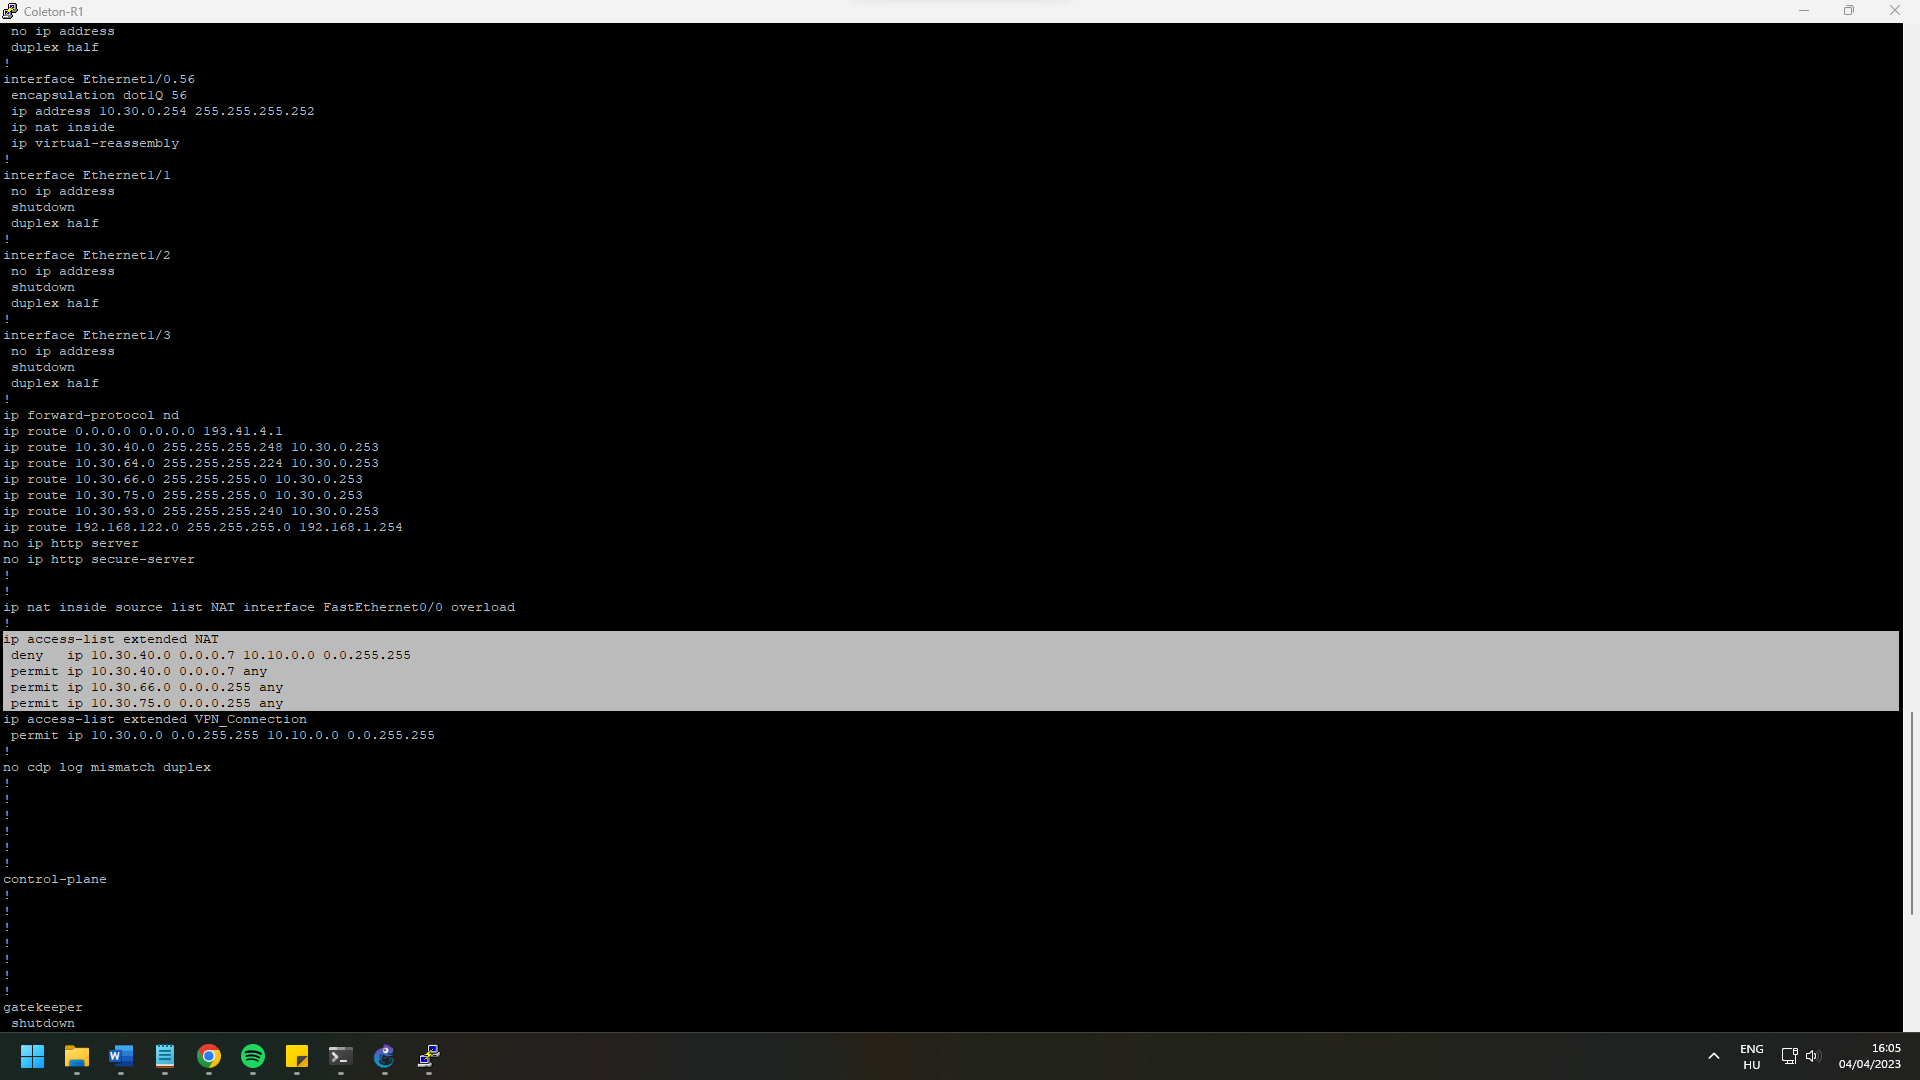 Coleton-R1
 no ip address
 duplex half
!
interface Ethernet1/0.56
 encapsulation dot1Q 56
 ip address 10.30.0.254 255.255.255.252
 ip nat inside
 ip virtual-reassembly
!
interface Ethernet1/1
 no ip address
 shutdown
 duplex half
!
interface Ethernet1/2
 no ip address
 shutdown
 duplex half
!
interface Ethernet1/3
 no ip address
 shutdown
 duplex half
!
ip forward-protocol nd
ip route 0.0.0.0 0.0.0.0 193.41.4.1
ip route 10.30.40.0 255.255.255.248 10.30.0.253
ip route 10.30.64.0 255.255.255.224 10.30.0.253
ip route 10.30.66.0 255.255.255.0 10.30.0.253
ip route 10.30.75.0 255.255.255.0 10.30.0.253
ip route 10.30.93.0 255.255.255.240 10.30.0.253
ip route 192.168.122.0 255.255.255.0 192.168.1.254
no ip http server
no ip http secure-server
!
!
ip nat inside source list NAT interface FastEthernet0/0 overload
!
ip access-list extended NAT
 deny   ip 10.30.40.0 0.0.0.7 10.10.0.0 0.0.255.255
 permit ip 10.30.40.0 0.0.0.7 any
 permit ip 10.30.66.0 0.0.0.255 any
 permit ip 10.30.75.0 0.0.0.255 any
ip access-list extended VPN_Connection
 permit ip 10.30.0.0 0.0.255.255 10.10.0.0 0.0.255.255
!
no cdp log mismatch duplex
!
!
!
!
!
!
control-plane
!
!
!
!
!
!
!
gatekeeper
 shutdown
ENG
HU
16:05
04/04/2023